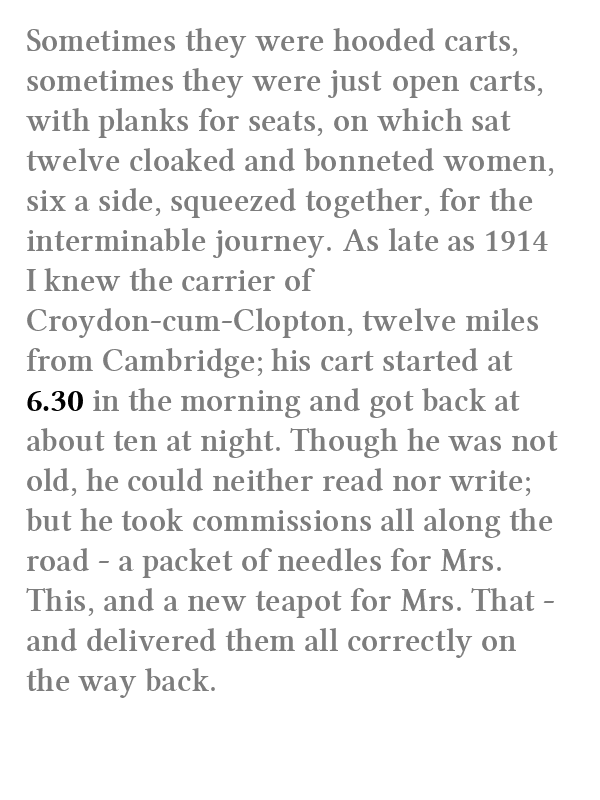 Sometimes they were hooded carts,
sometimes they were just open carts,
with planks for seats, on which sat
twelve cloaked and bonneted women,
six a side, squeezed together, for the
interminable journey. As late as 1914
I knew the carrier of
Croydon-cum-Clopton, twelve miles
from Cambridge; his cart started at
6.30 in the morning and got back at
about ten at night. Though he was not
old, he could neither read nor write;
but he took commissions all along the
road - a packet of needles for Mrs.
This, and a new teapot for Mrs. That -
and delivered them all correctly on
the way back.